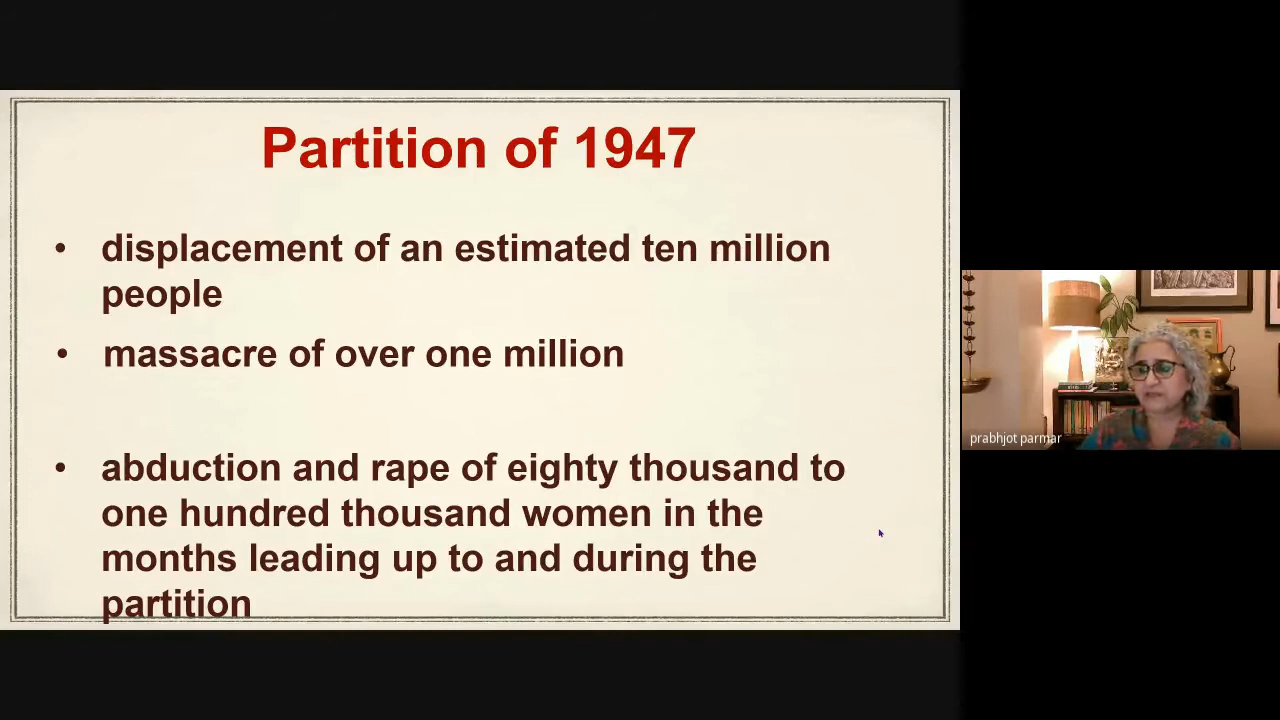 Partition of 1947
• displacement of an estimated ten million
people
• massacre of over one million
• abduction and rape of eighty thousand to
one hundred thousand women in the
months leading up to and during the
partition
prabhjot parmar